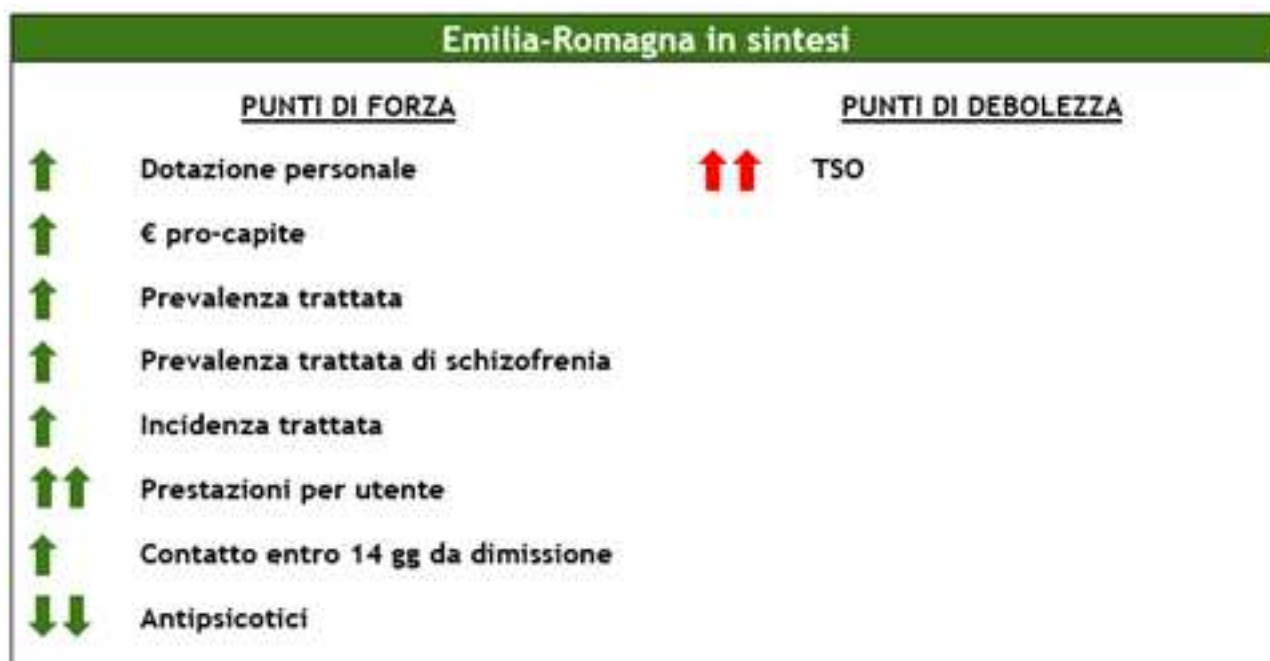 Emilia-Romagna in sintesi
PUNTI DI FORZA
Dotazione personale
€ pro-capite
Prevalenza trattata
Prevalenza trattata di schizofrenia
Incidenza trattata
Prestazioni per utente
Contatto entro 14 gg da dimissione
Antipsicotici
PUNTI DI DEBOLEZZA
TSO